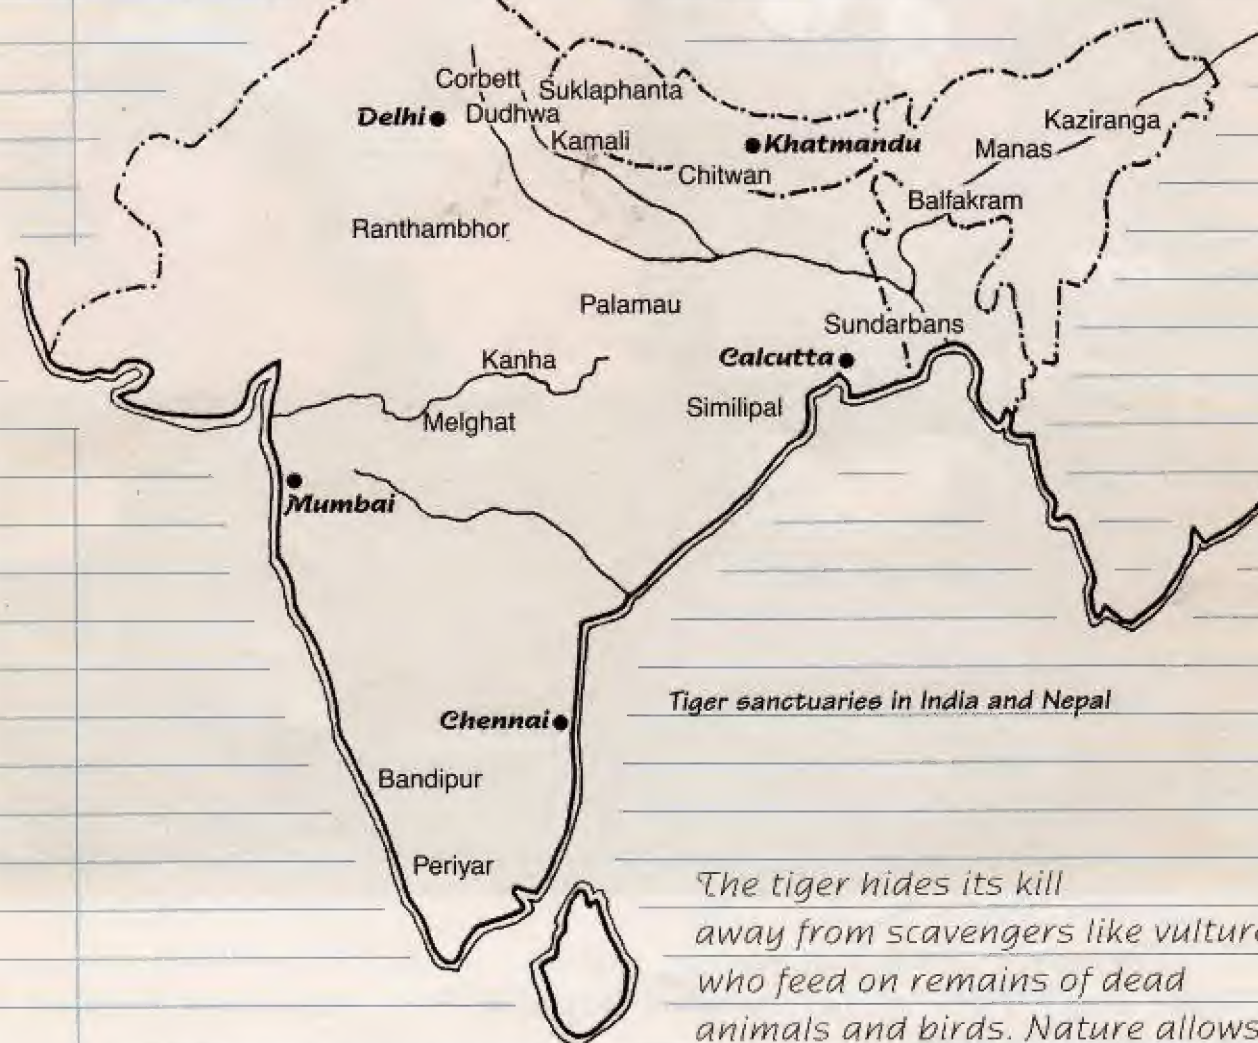 Corbett
Suklaphanta
Delhi
Dudhwa
Kaziranga
Kamali
Khatmandu
Manas
Chitwan
Balfakram
Ranthambhor
Palamau
Sundarbans
Kanha
Calcutta
Similipal
Melghat
Mumbai
Tiger sanctuaries in India and Nepal
Chennai
Bandipur
Periyar
The tiger hides its kill
away from scavengers like vulture
who feed on remains of dead
animals and birds. Nature allows